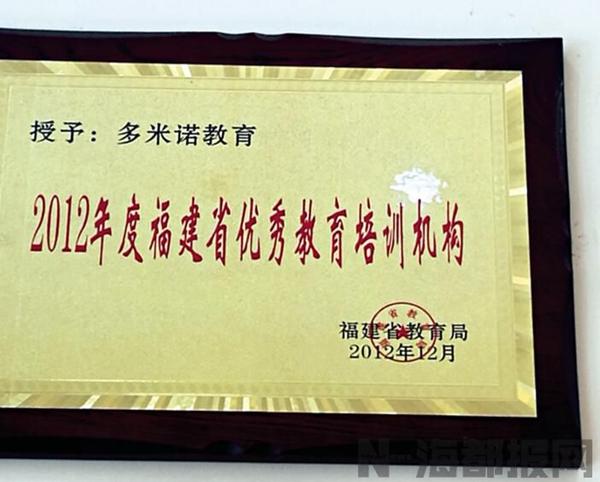 授予：多米诺教育
2012年度福建省优秀教育培训机构
福建省教育局
2012年12月
海都报网